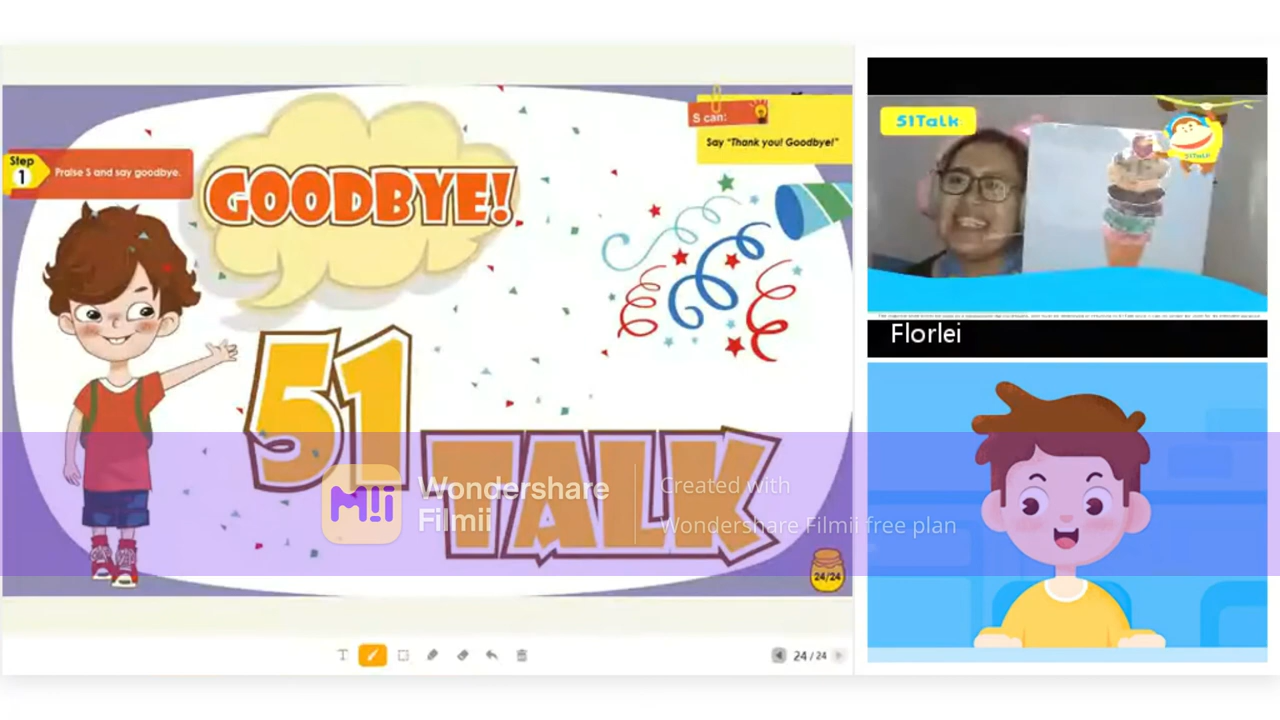 Step
1
Praise S and say goodbye.
GOODBYE!
S can:
Say “Thank you! Goodbye!”
51
TALK
24/24
51Talk
51Talk
Florlei
Wondershare
Filmii
Created with
Wondershare Filmii free plan
T
24 / 24